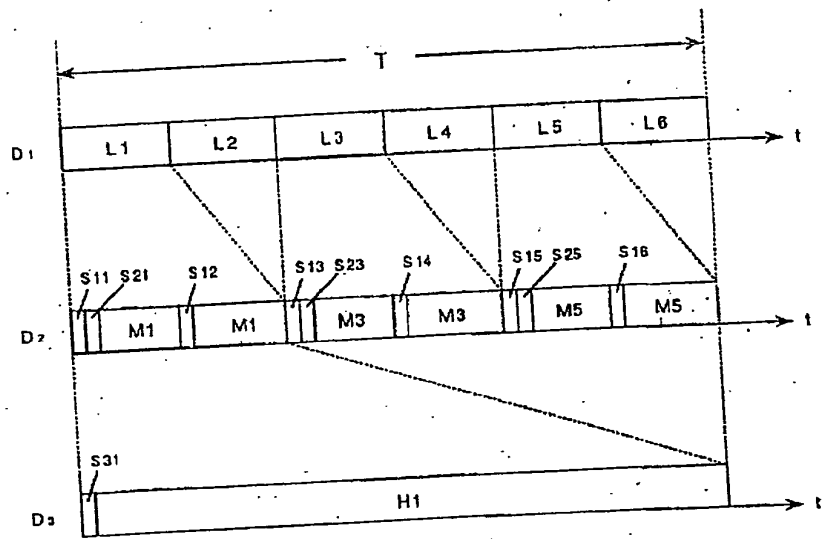 T
D1 L1 L2 L3 L4 L5 L6 t
S11 S21 S12 S13 S23 S14 S15 S25 S16
D2 M1 M1 M3 M3 M5 M5 t
S31
D3 H1 t